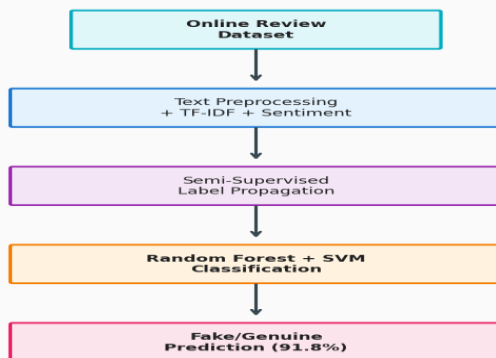 Online Review
Dataset
Text Preprocessing
+ TF-IDF + Sentiment
Semi-Supervised
Label Propagation
Random Forest + SVM
Classification
Fake/Genuine
Prediction (91.8%)